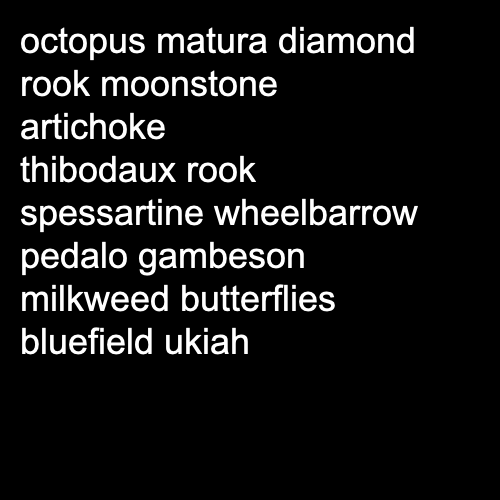 octopus matura diamond
rook moonstone
artichoke
thibodaux rook
spessartine wheelbarrow
pedalo gambeson
milkweed butterflies
bluefield ukiah